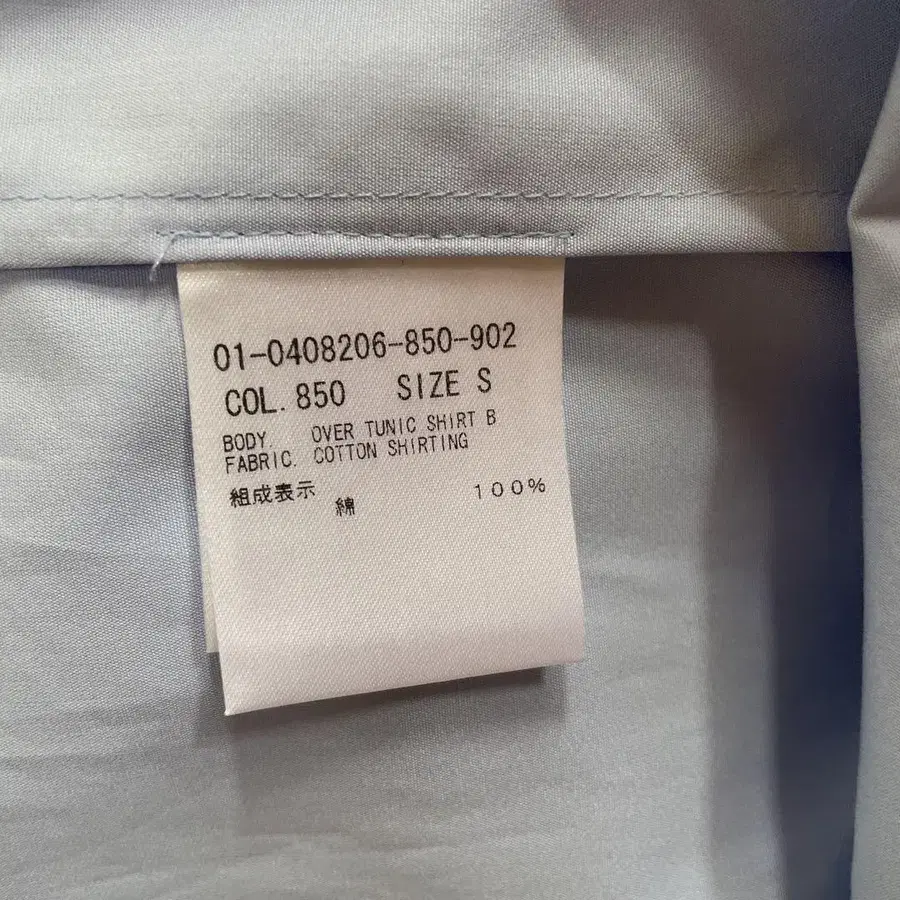 01-0408206-850-902
COL. 850 SIZE S
BODY. OVER TUNIC SHIRT B
FABRIC. COTTON SHIRTING
組成表示
綿 100%